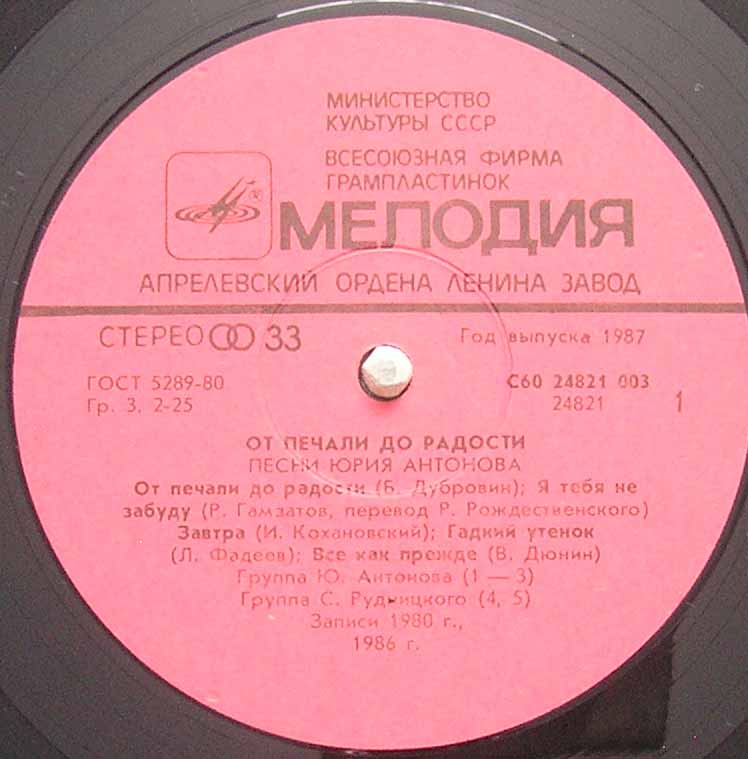 МИНИСТЕРСТВО
КУЛЬТУРЫ СССР
ВСЕСОЮЗНАЯ ФИРМА
ГРАМПЛАСТИНОК
®
МЕЛОДИЯ
АПРЕЛЕВСКИЙ ОРДЕНА ЛЕНИНА ЗАВОД
СТЕРЕО 33
Год выпуска 1987
ГОСТ 5289-80
Гр. 3. 2-25
С60 24821 003
24821
1
ОТ ПЕЧАЛИ ДО РАДОСТИ
ПЕСНИ ЮРИЯ АНТОНОВА
От печали до радости (Б. Дубровин); Я тебя не
забуду (Р. Гамзатов, перевод Р. Рождественского)
Завтра (И. Кохановский); Гадкий утенок
(Л. Фадеев); Все как прежде (В. Дюнин)
Группа Ю. Антонова (1 — 3)
Группа С. Рудницкого (4, 5)
Записи 1980 г.,
1986 г.